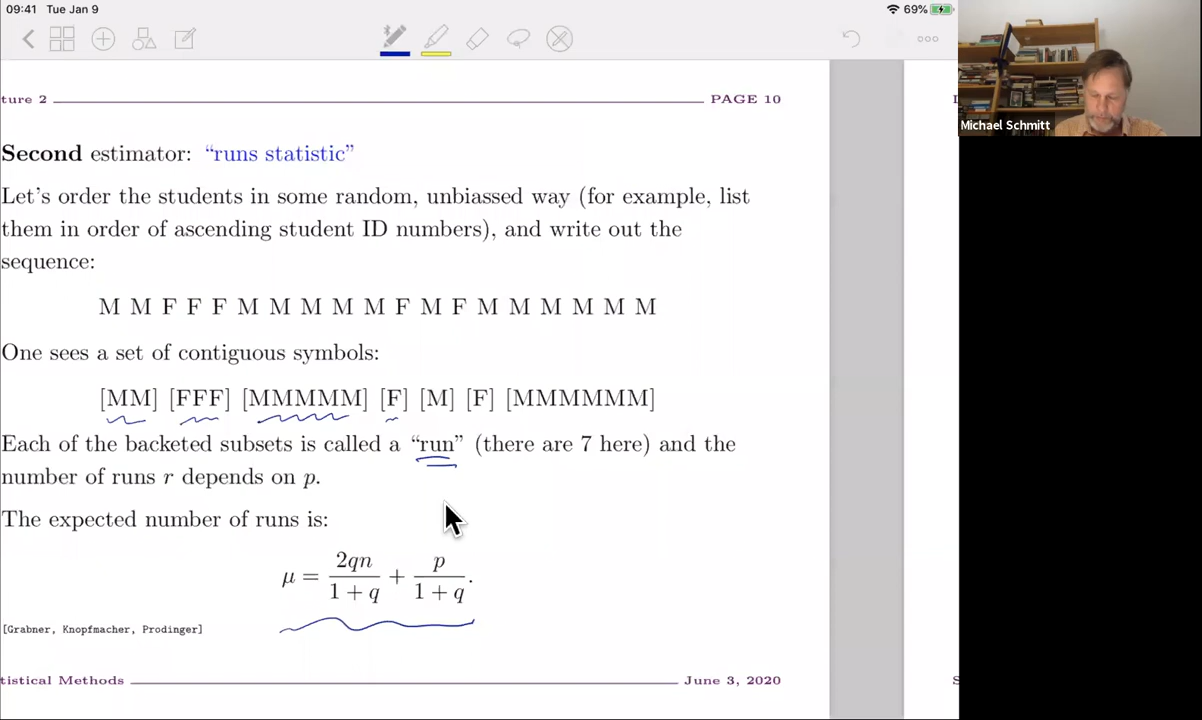 09:41 Tue Jan 9
69%
ture 2 PAGE 10
Michael Schmitt
Second estimator: “runs statistic”
Let’s order the students in some random, unbiassed way (for example, list
them in order of ascending student ID numbers), and write out the
sequence:
M M F F F M M M M M F M F M M M M M M
One sees a set of contiguous symbols:
[MM] [FFF] [MMMMM] [F] [M] [F] [MMMMMM]
Each of the backeted subsets is called a “run” (there are 7 here) and the
number of runs r depends on p.
The expected number of runs is:
μ = 2qn/(1 + q) + p/(1 + q).
[Grabner, Knopfmacher, Prodinger]
tistical Methods June 3, 2020